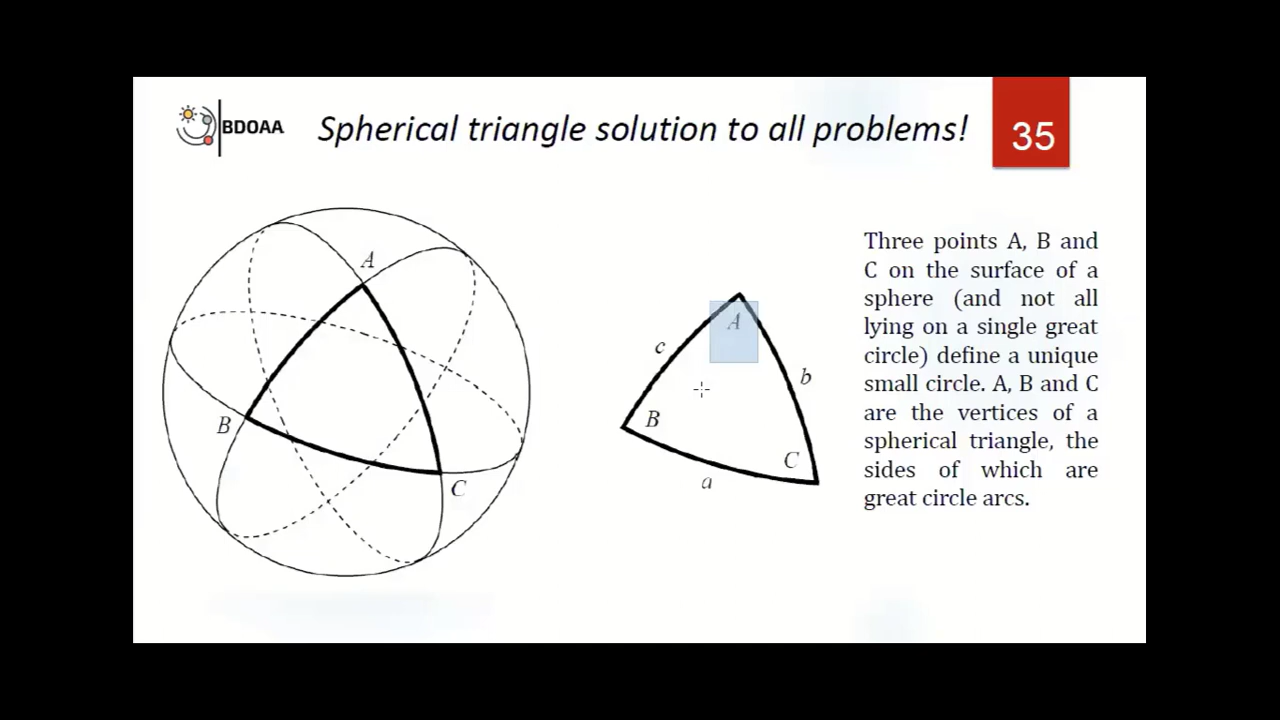 BDOAA
Spherical triangle solution to all problems!
35
A
B
C
A
c
b
B
C
a
Three points A, B and
C on the surface of a
sphere (and not all
lying on a single great
circle) define a unique
small circle. A, B and C
are the vertices of a
spherical triangle, the
sides of which are
great circle arcs.